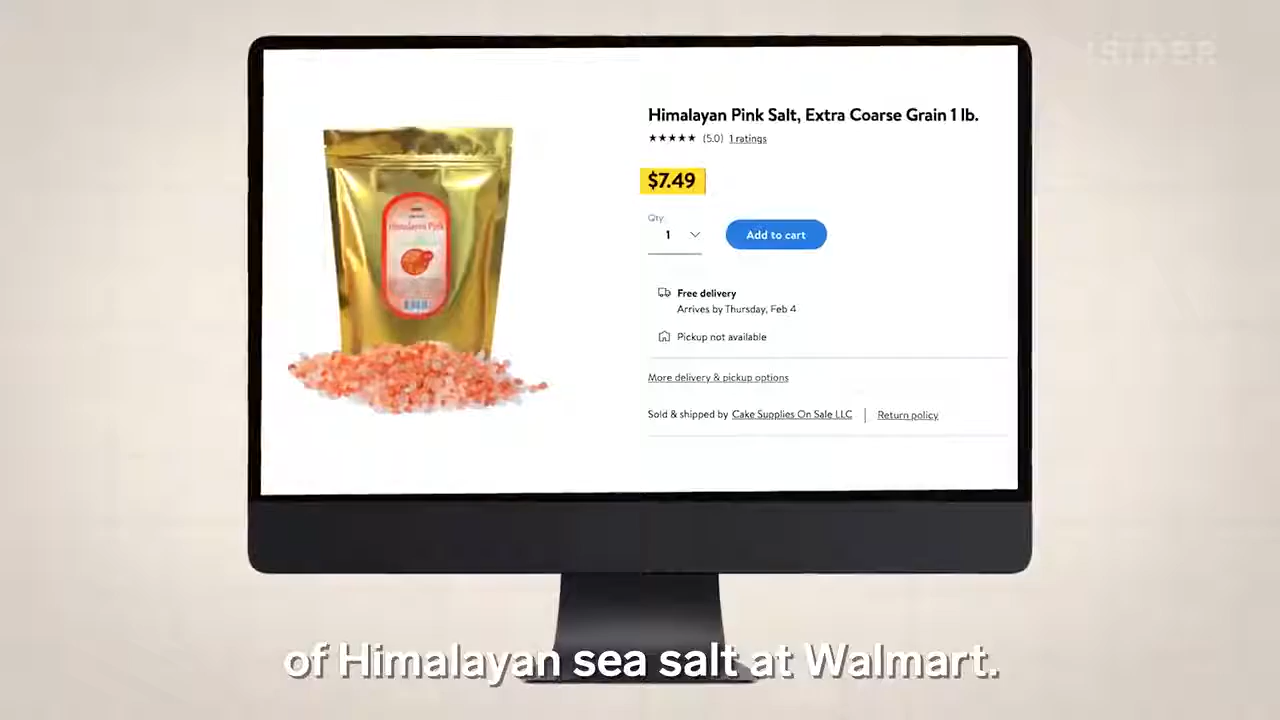 INSIDER
Himalayan Pink Salt, Extra Coarse Grain 1 lb.
★★★★★ (5.0) 1 ratings
$7.49
Qty
1
Add to cart
Free delivery
Arrives by Thursday, Feb 4
Pickup not available
More delivery & pickup options
Sold & shipped by Cake Supplies On Sale LLC | Return policy
Himalayan Pink
of Himalayan sea salt at Walmart.